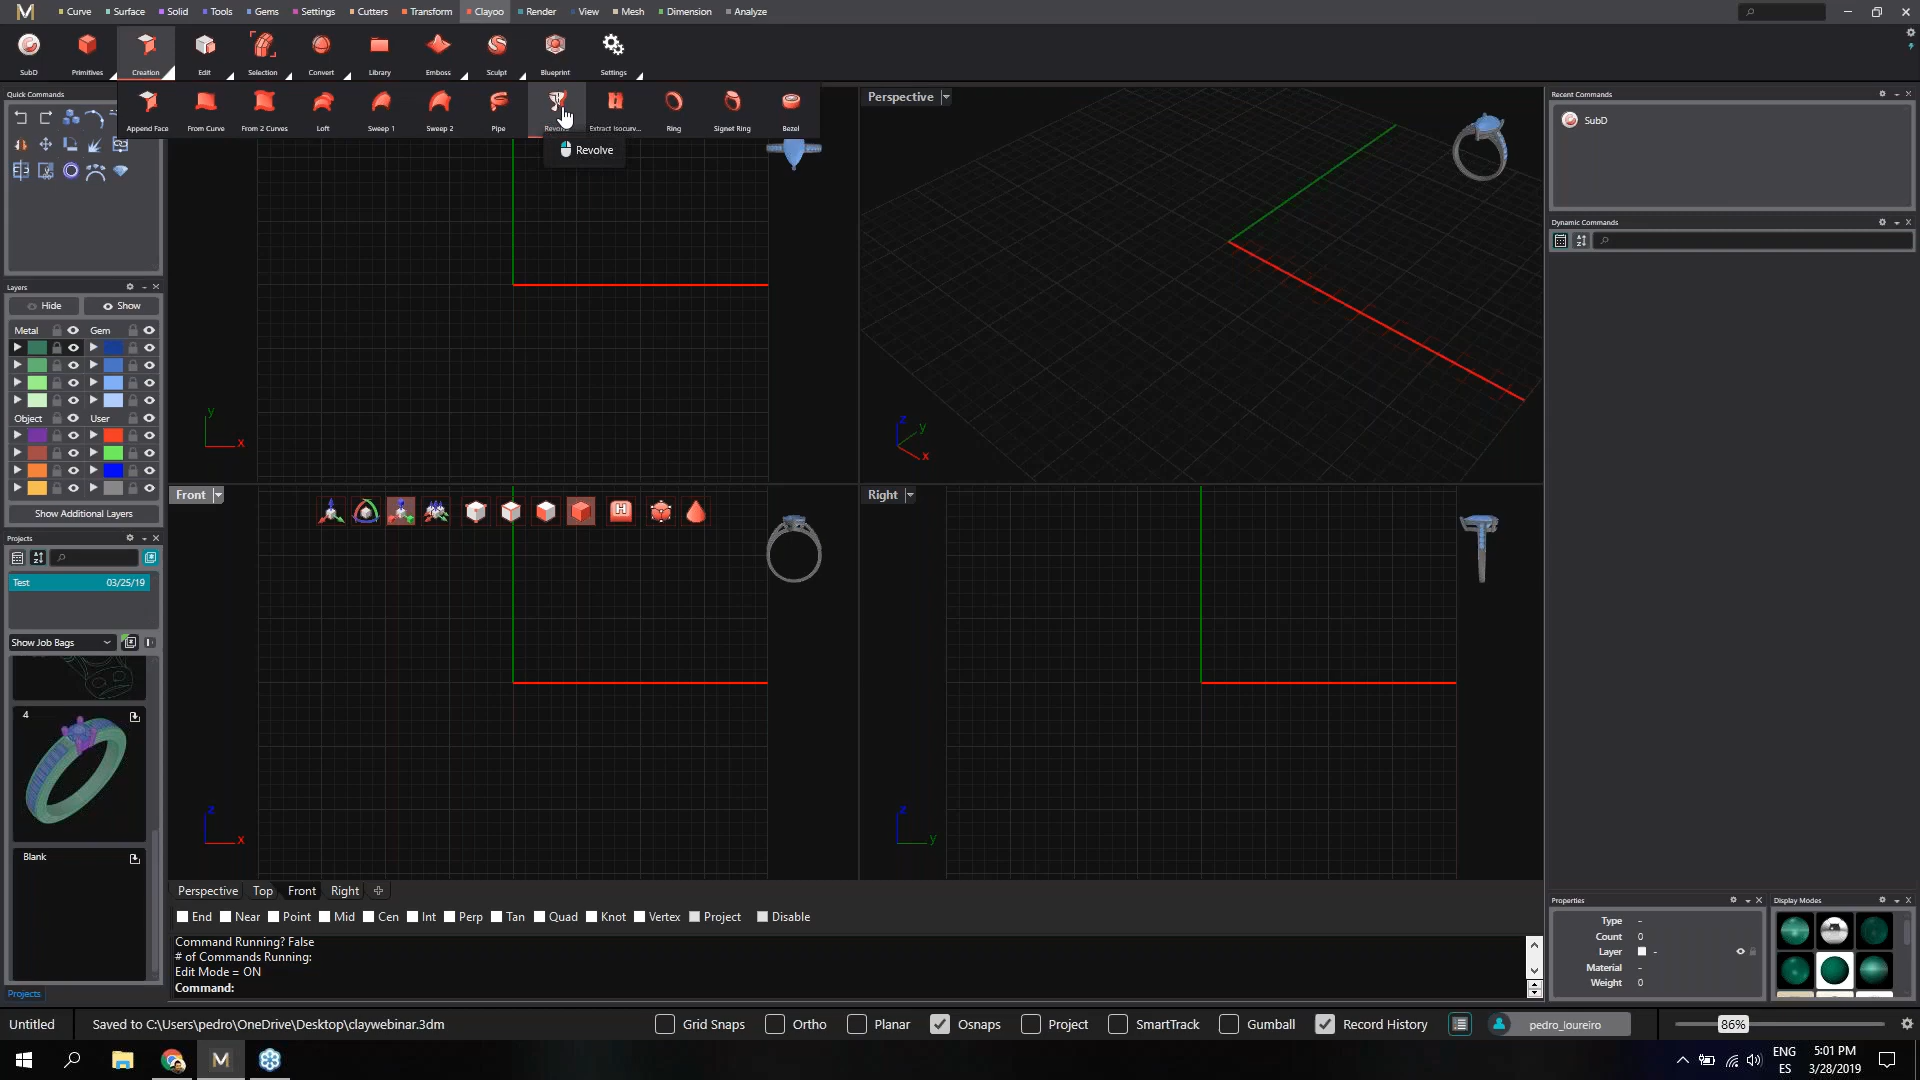 Curve Surface Solid Tools Gems Settings Cutters Transform Clayoo Render View Mesh Dimension Analyze
SubD Primitives Creation Edit Selection Convert Library Emboss Sculpt Blueprint Settings
Quick Commands
Append Face From Curve From 2 Curves Loft Sweep 1 Sweep 2 Pipe Extract Isocurv... Ring Signet Ring Bezel
Revolve
Perspective
Recent Commands
SubD
Dynamic Commands
Layers
Hide Show
Metal Gem
Object User
Show Additional Layers
Projects
Test 03/25/19
Show Job Bags
4
Blank
Projects
y
x
z
y
x
Front
z
x
Right
z
y
Perspective Top Front Right
End Near Point Mid Cen Int Perp Tan Quad Knot Vertex Project Disable
Command Running? False
# of Commands Running:
Edit Mode = ON
Command:
Properties
Type -
Count 0
Layer -
Material -
Weight 0
Display Modes
Untitled Saved to C:\Users\pedro\OneDrive\Desktop\claywebinar.3dm Grid Snaps Ortho Planar Osnaps Project SmartTrack Gumball Record History pedro_loureiro 86%
ENG
ES
5:01 PM
3/28/2019